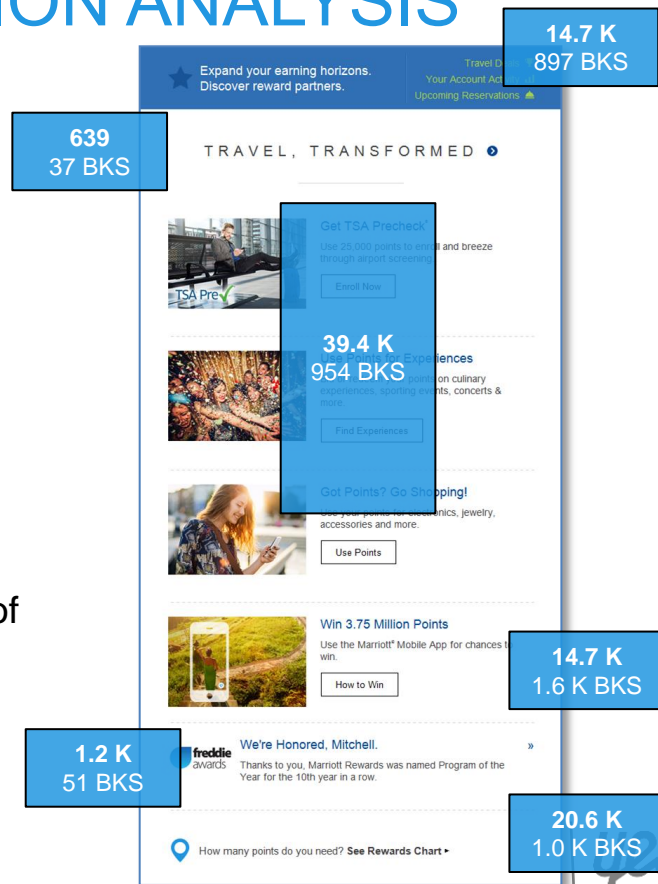 ION ANALYSIS
14.7 K
897 BKS
Expand your earning horizons.
Discover reward partners.
Travel
Your Account
Upcoming Reservations
639
37 BKS
TRAVEL, TRANSFORMED
Get TSA Precheck
Use 25,000 points to enroll and breeze
through airport screening.
Enroll Now
TSA Pre
39.4 K
954 BKS
Use Points for Experiences
points on culinary
experiences, sporting events, concerts &
more.
Find Experiences
Got Points? Go Shopping!
Use your points for electronics, jewelry,
accessories and more.
Use Points
of
Win 3.75 Million Points
Use the Marriott® Mobile App for chances to
win.
How to Win
14.7 K
1.6 K BKS
1.2 K
51 BKS
freddie
awards
We're Honored, Mitchell.
»
Thanks to you, Marriott Rewards was named Program of the
Year for the 10th year in a row.
20.6 K
1.0 K BKS
How many points do you need? See Rewards Chart ▸